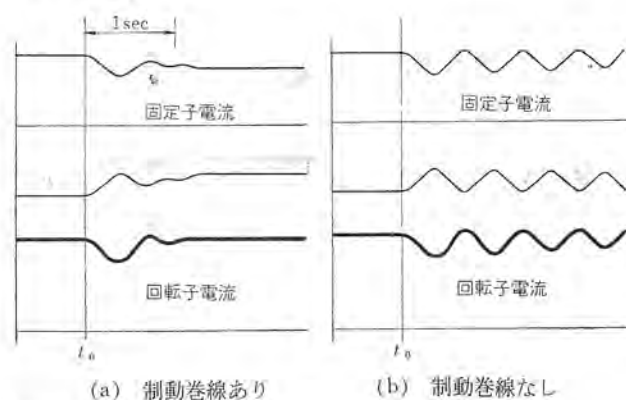 1sec
固定子電流
固定子電流
回転子電流
回転子電流
t₀
t₀
(a) 制動巻線あり
(b) 制動巻線なし